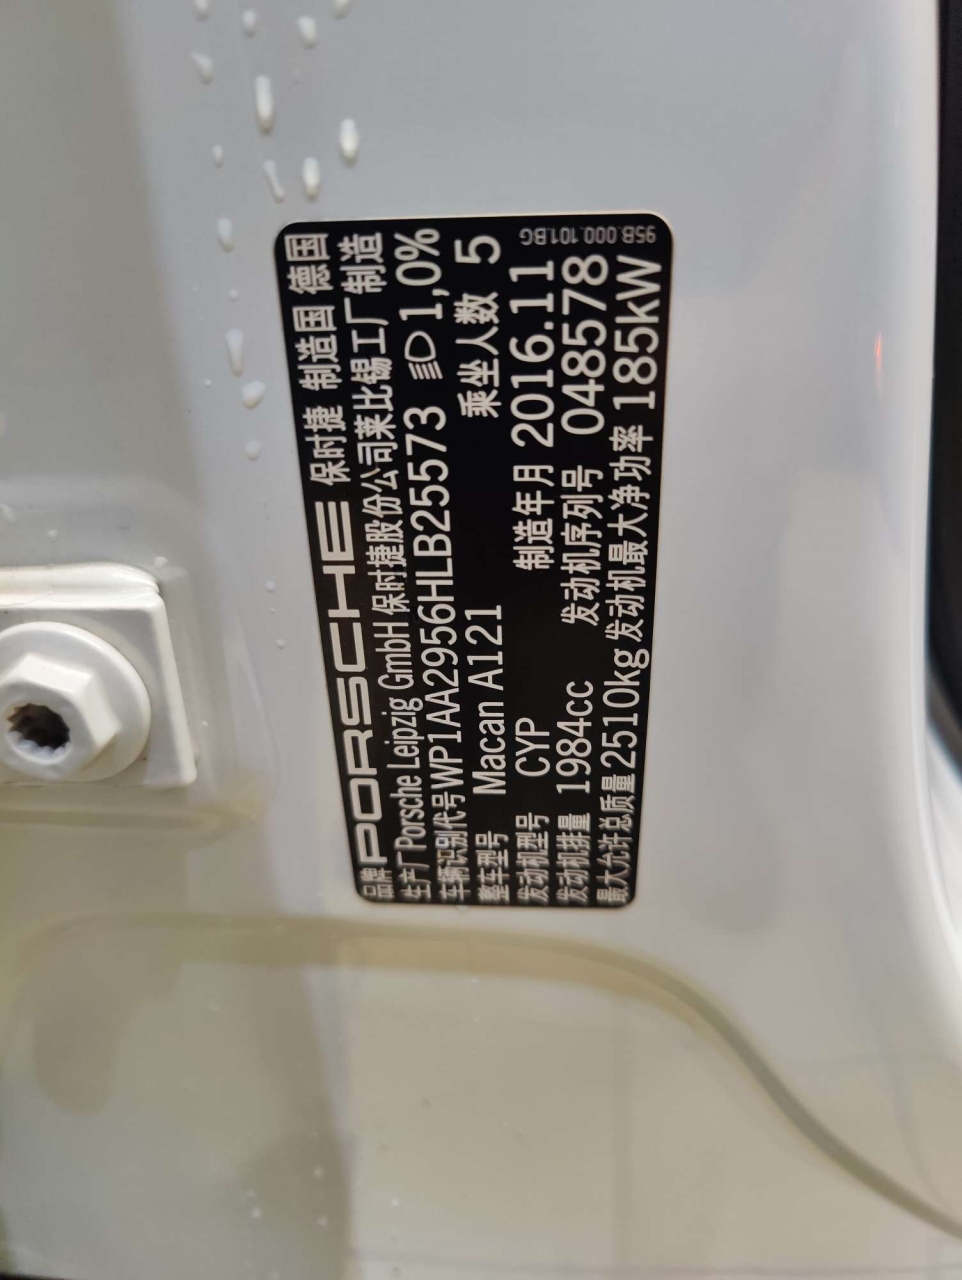 品牌 PORSCHE 保时捷 制造国 德国
生产厂 Porsche Leipzig GmbH 保时捷股份公司莱比锡工厂制造
车辆识别代号 WP1AA2956HLB25573 1,0%
整车型号 Macan A121 乘坐人数 5
发动机型号 CYP 制造年月 2016.11
发动机排量 1984cc 发动机序列号 048578
最大允许总质量 2510kg 发动机最大净功率 185kW
95B.000.101.BG